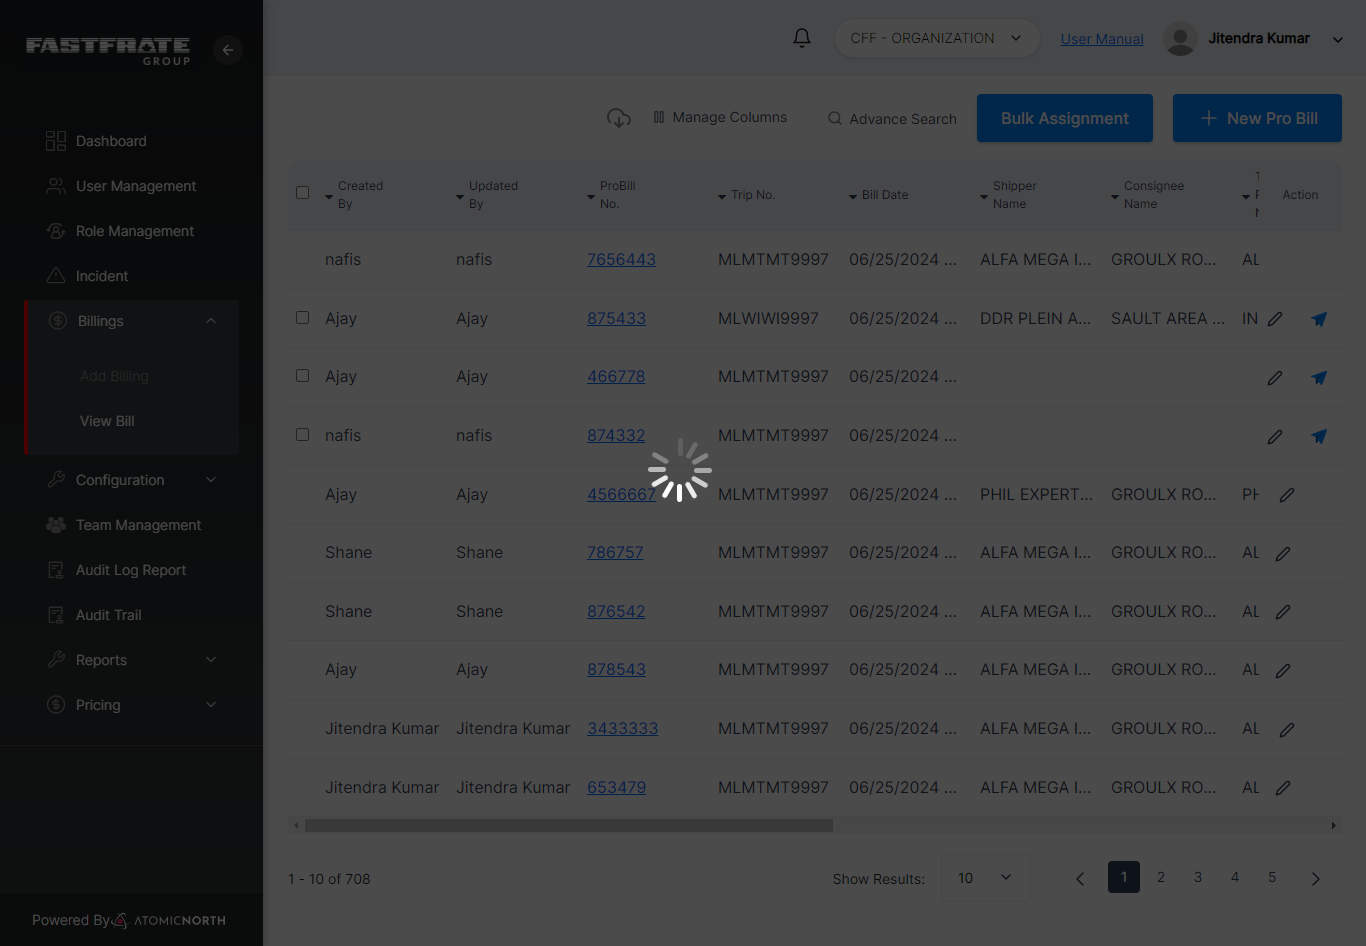 FASTFRATE
GROUP
CFF - ORGANIZATION
User Manual
Jitendra Kumar
Dashboard
User Management
Role Management
Incident
Billings
Add Billing
View Bill
Configuration
Team Management
Audit Log Report
Audit Trail
Reports
Pricing
Powered By ATOMICNORTH
Manage Columns
Advance Search
Bulk Assignment
New Pro Bill
Created By
Updated By
ProBill No.
Trip No.
Bill Date
Shipper Name
Consignee Name
Action
nafis nafis 7656443 MLMTMT9997 06/25/2024 ... ALFA MEGA I... GROULX RO... AL
Ajay Ajay 875433 MLWIWI9997 06/25/2024 ... DDR PLEIN A... SAULT AREA ... IN
Ajay Ajay 466778 MLMTMT9997 06/25/2024 ...
nafis nafis 874332 MLMTMT9997 06/25/2024 ...
Ajay Ajay 4566667 MLMTMT9997 06/25/2024 ... PHIL EXPERT... GROULX RO... PH
Shane Shane 786757 MLMTMT9997 06/25/2024 ... ALFA MEGA I... GROULX RO... AL
Shane Shane 876542 MLMTMT9997 06/25/2024 ... ALFA MEGA I... GROULX RO... AL
Ajay Ajay 878543 MLMTMT9997 06/25/2024 ... ALFA MEGA I... GROULX RO... AL
Jitendra Kumar Jitendra Kumar 3433333 MLMTMT9997 06/25/2024 ... ALFA MEGA I... GROULX RO... AL
Jitendra Kumar Jitendra Kumar 653479 MLMTMT9997 06/25/2024 ... ALFA MEGA I... GROULX RO... AL
1 - 10 of 708
Show Results: 10
1 2 3 4 5